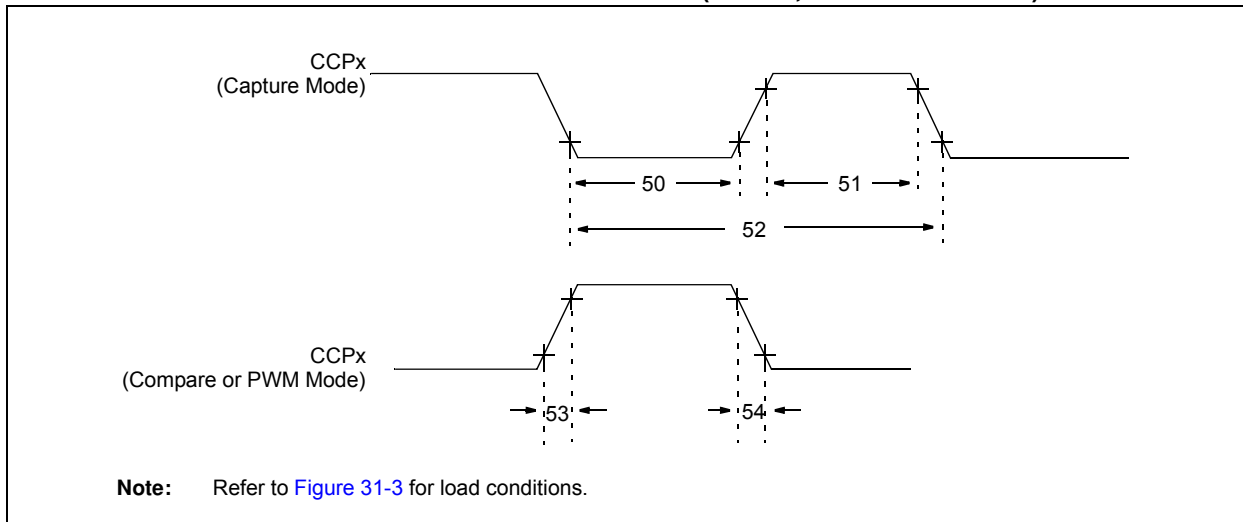 CCPx
(Capture Mode)
50
51
52
CCPx
(Compare or PWM Mode)
53
54
Note: Refer to Figure 31-3 for load conditions.